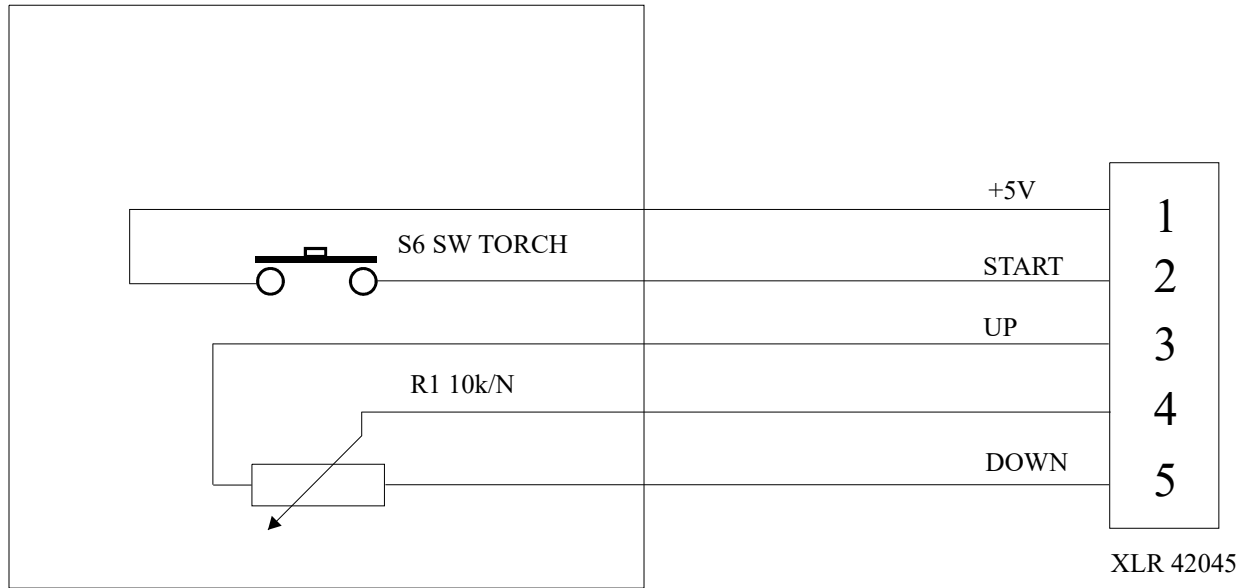 +5V
1
S6 SW TORCH
START
2
UP
3
R1 10k/N
4
DOWN
5
XLR 42045